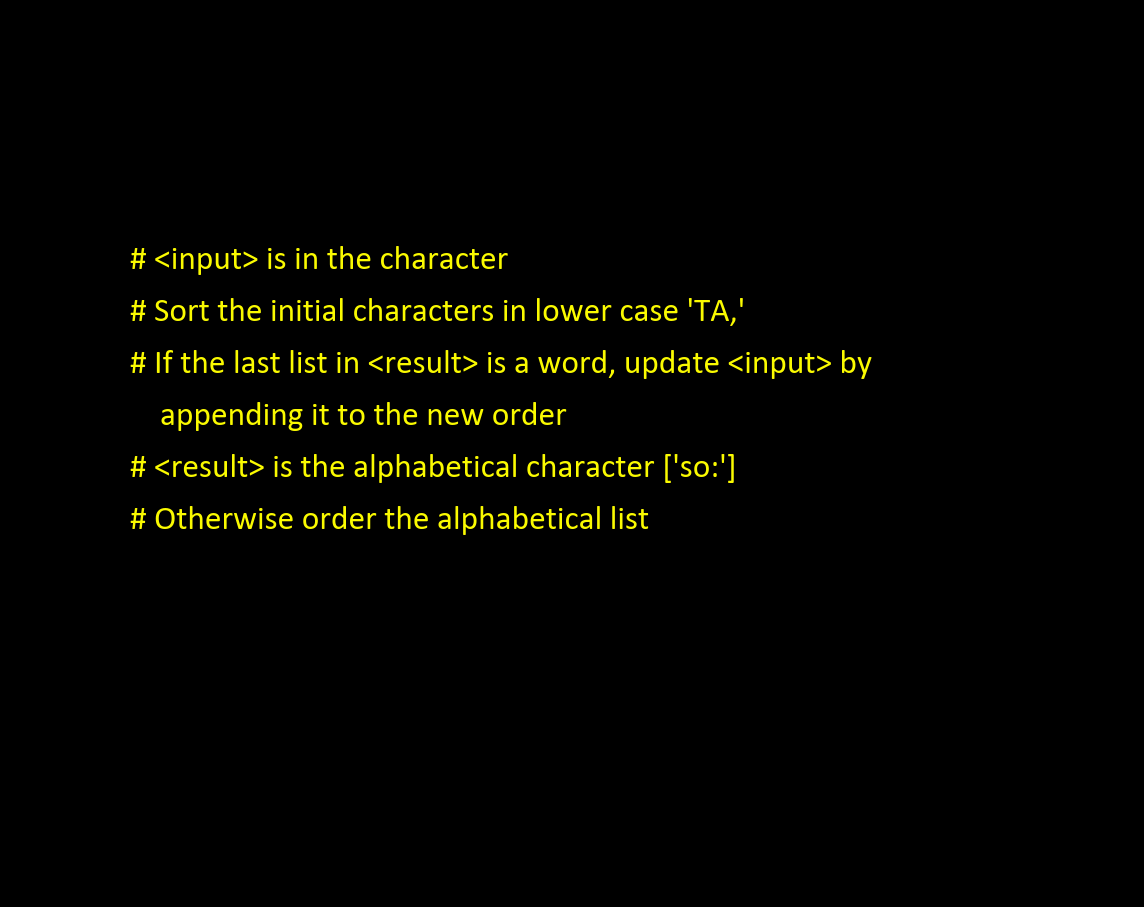 # <input> is in the character
# Sort the initial characters in lower case 'TA,'
# If the last list in <result> is a word, update <input> by
appending it to the new order
# <result> is the alphabetical character ['so:']
# Otherwise order the alphabetical list